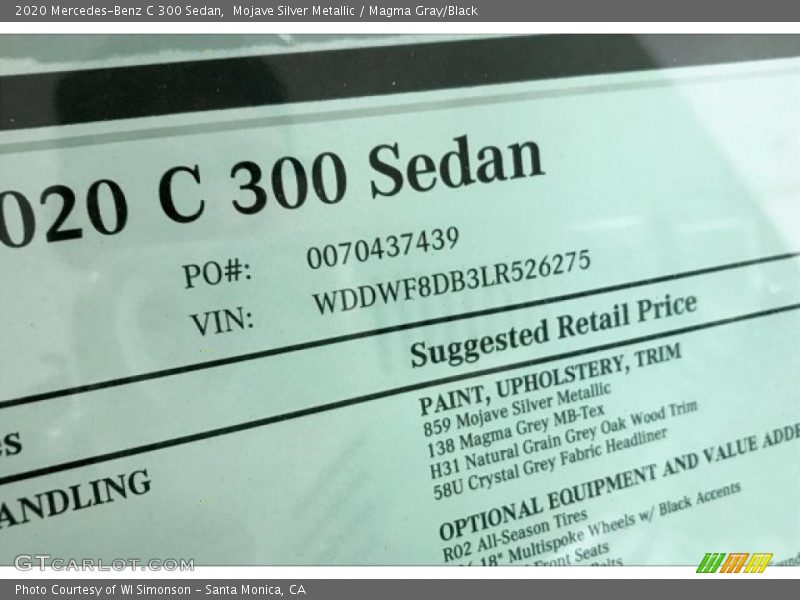 2020 Mercedes-Benz C 300 Sedan,  Mojave Silver Metallic / Magma Gray/Black
020 C 300 Sedan
PO#: 0070437439
VIN: WDDWF8DB3LR526275
Suggested Retail Price
es
ANDLING
PAINT, UPHOLSTERY, TRIM
859 Mojave Silver Metallic
138 Magma Grey MB-Tex
H31 Natural Grain Grey Oak Wood Trim
58U Crystal Grey Fabric Headliner
OPTIONAL EQUIPMENT AND VALUE ADDE
R02 All-Season Tires
18" Multispoke Wheels w/ Black Accents
Front Seats
GTcarlot.com
Photo Courtesy of WI Simonson - Santa Monica, CA